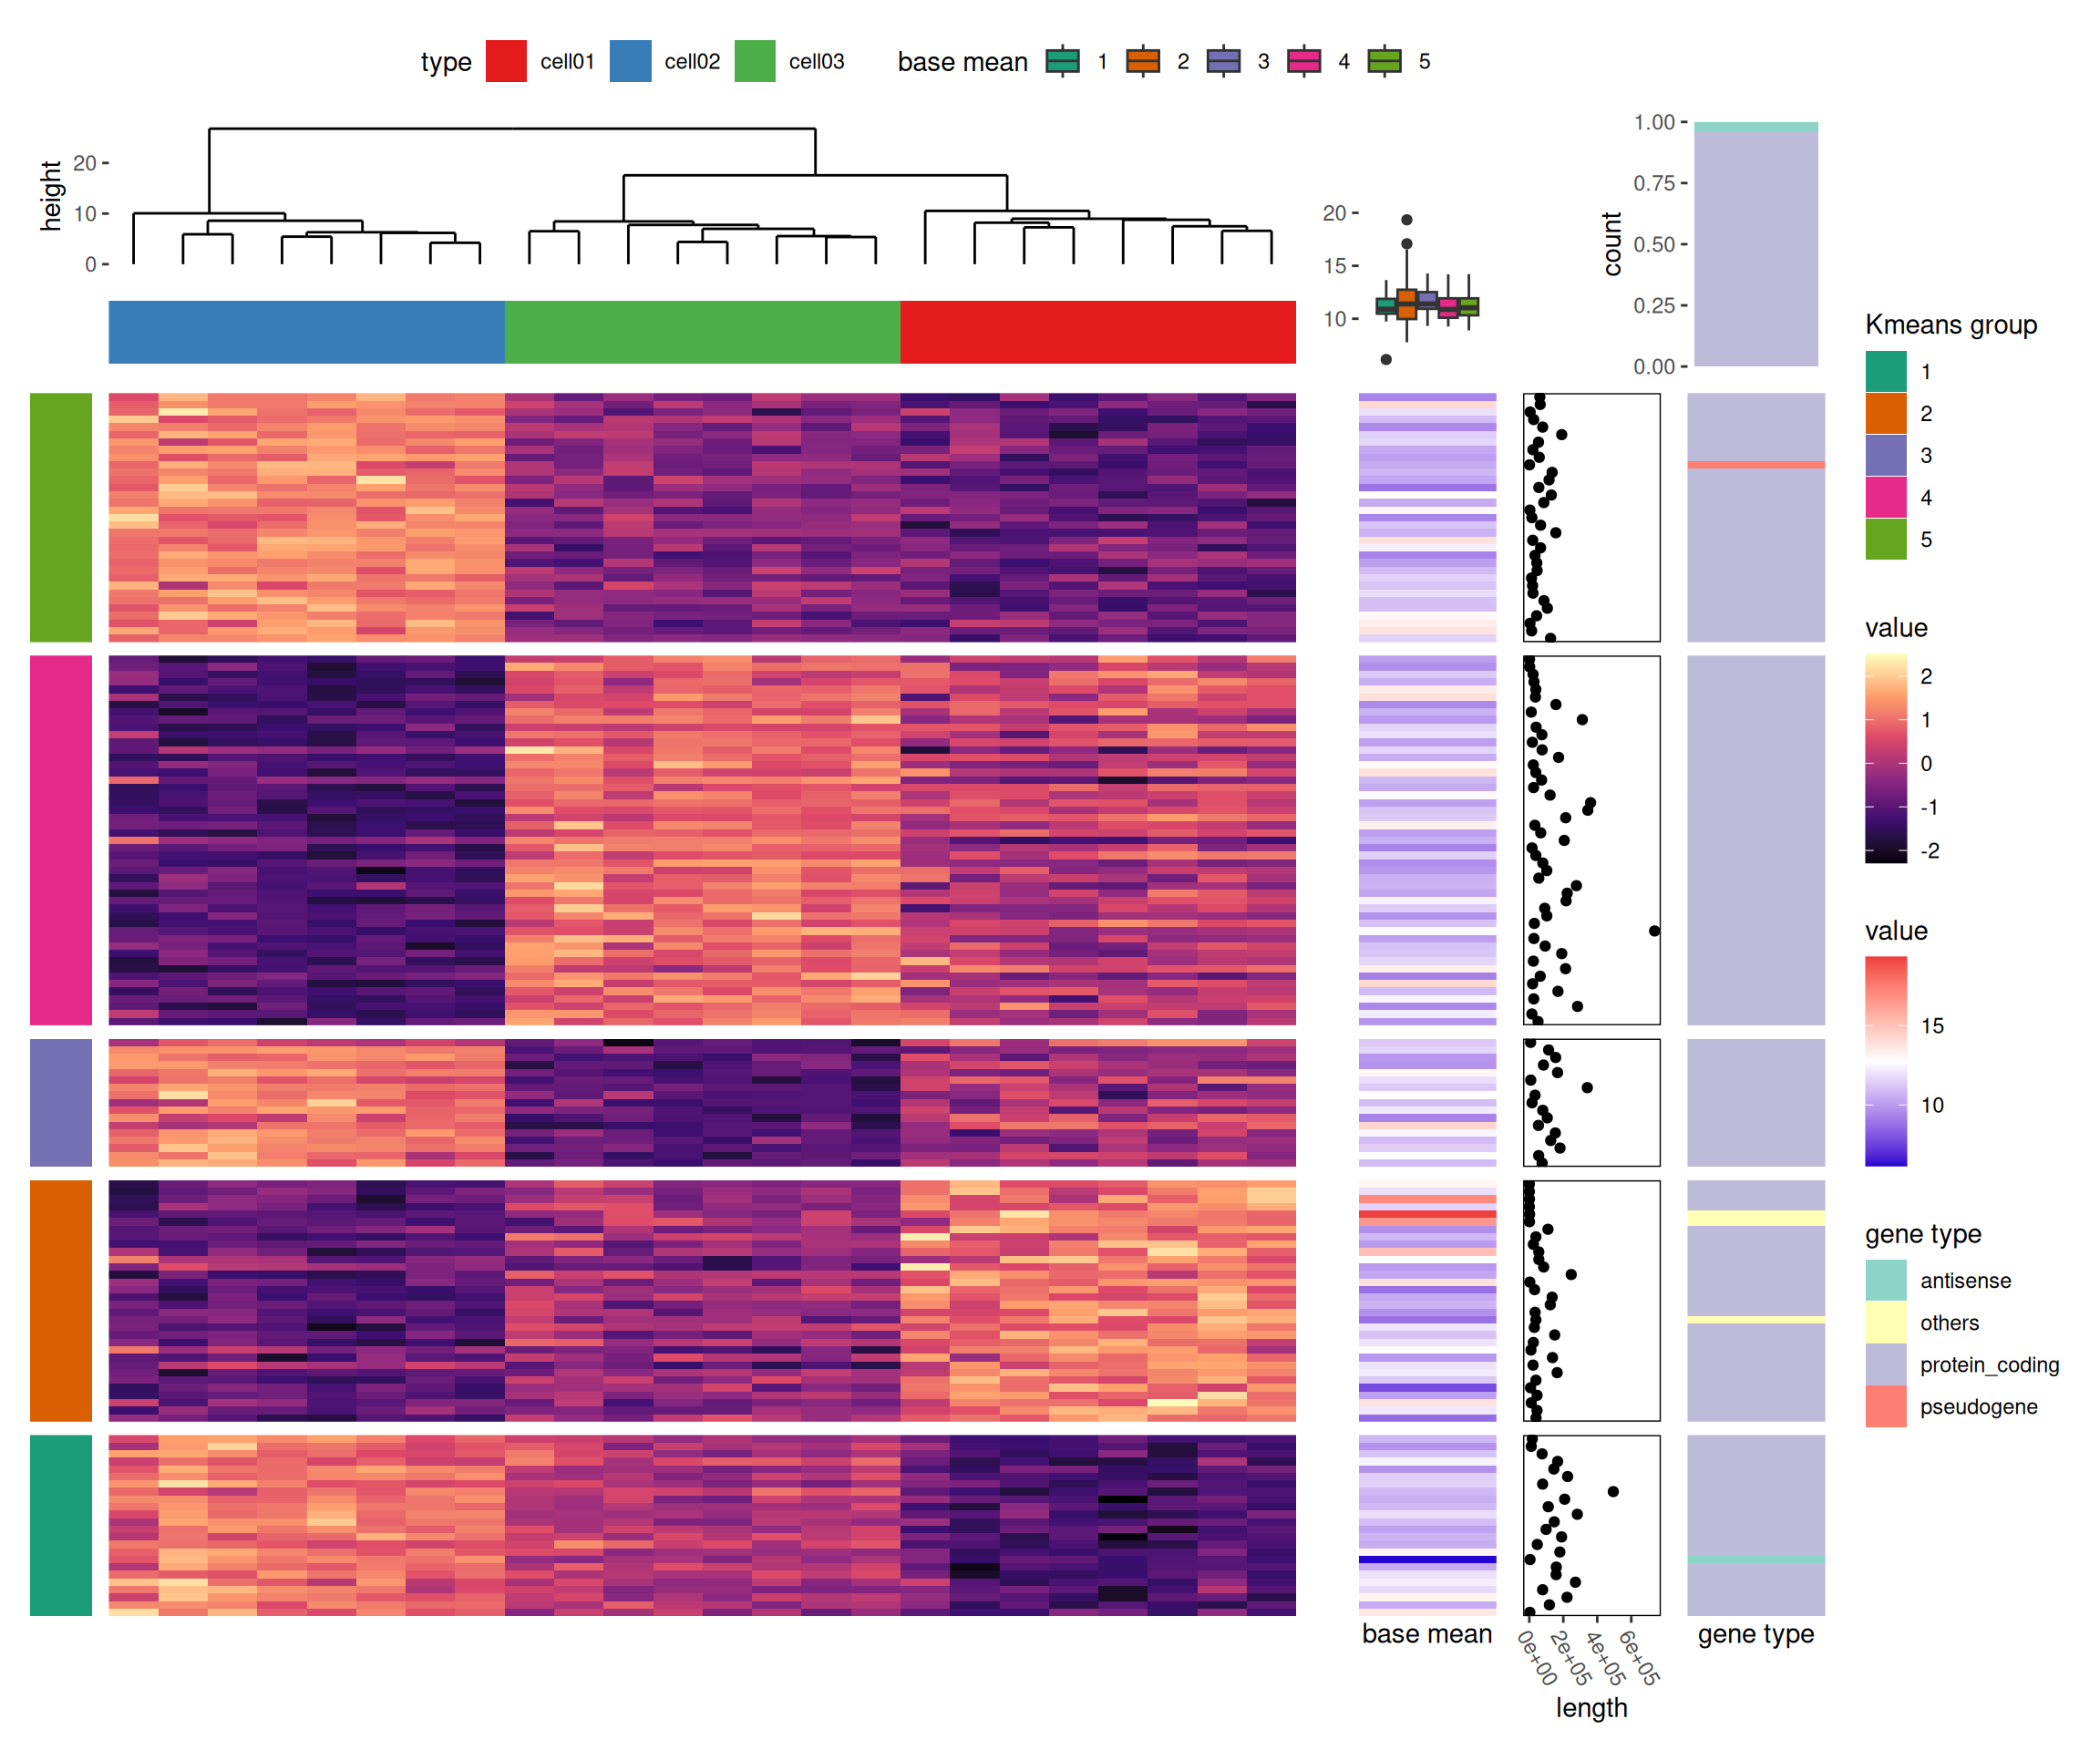 type cell01 cell02 cell03 base mean 1 2 3 4 5
height
20
10
0
20
15
10
count
1.00
0.75
0.50
0.25
0.00
Kmeans group
1
2
3
4
5
value
2
1
0
-1
-2
value
15
10
gene type
antisense
others
protein_coding
pseudogene
base mean
0e+00 2e+05 4e+05 6e+05
length
gene type